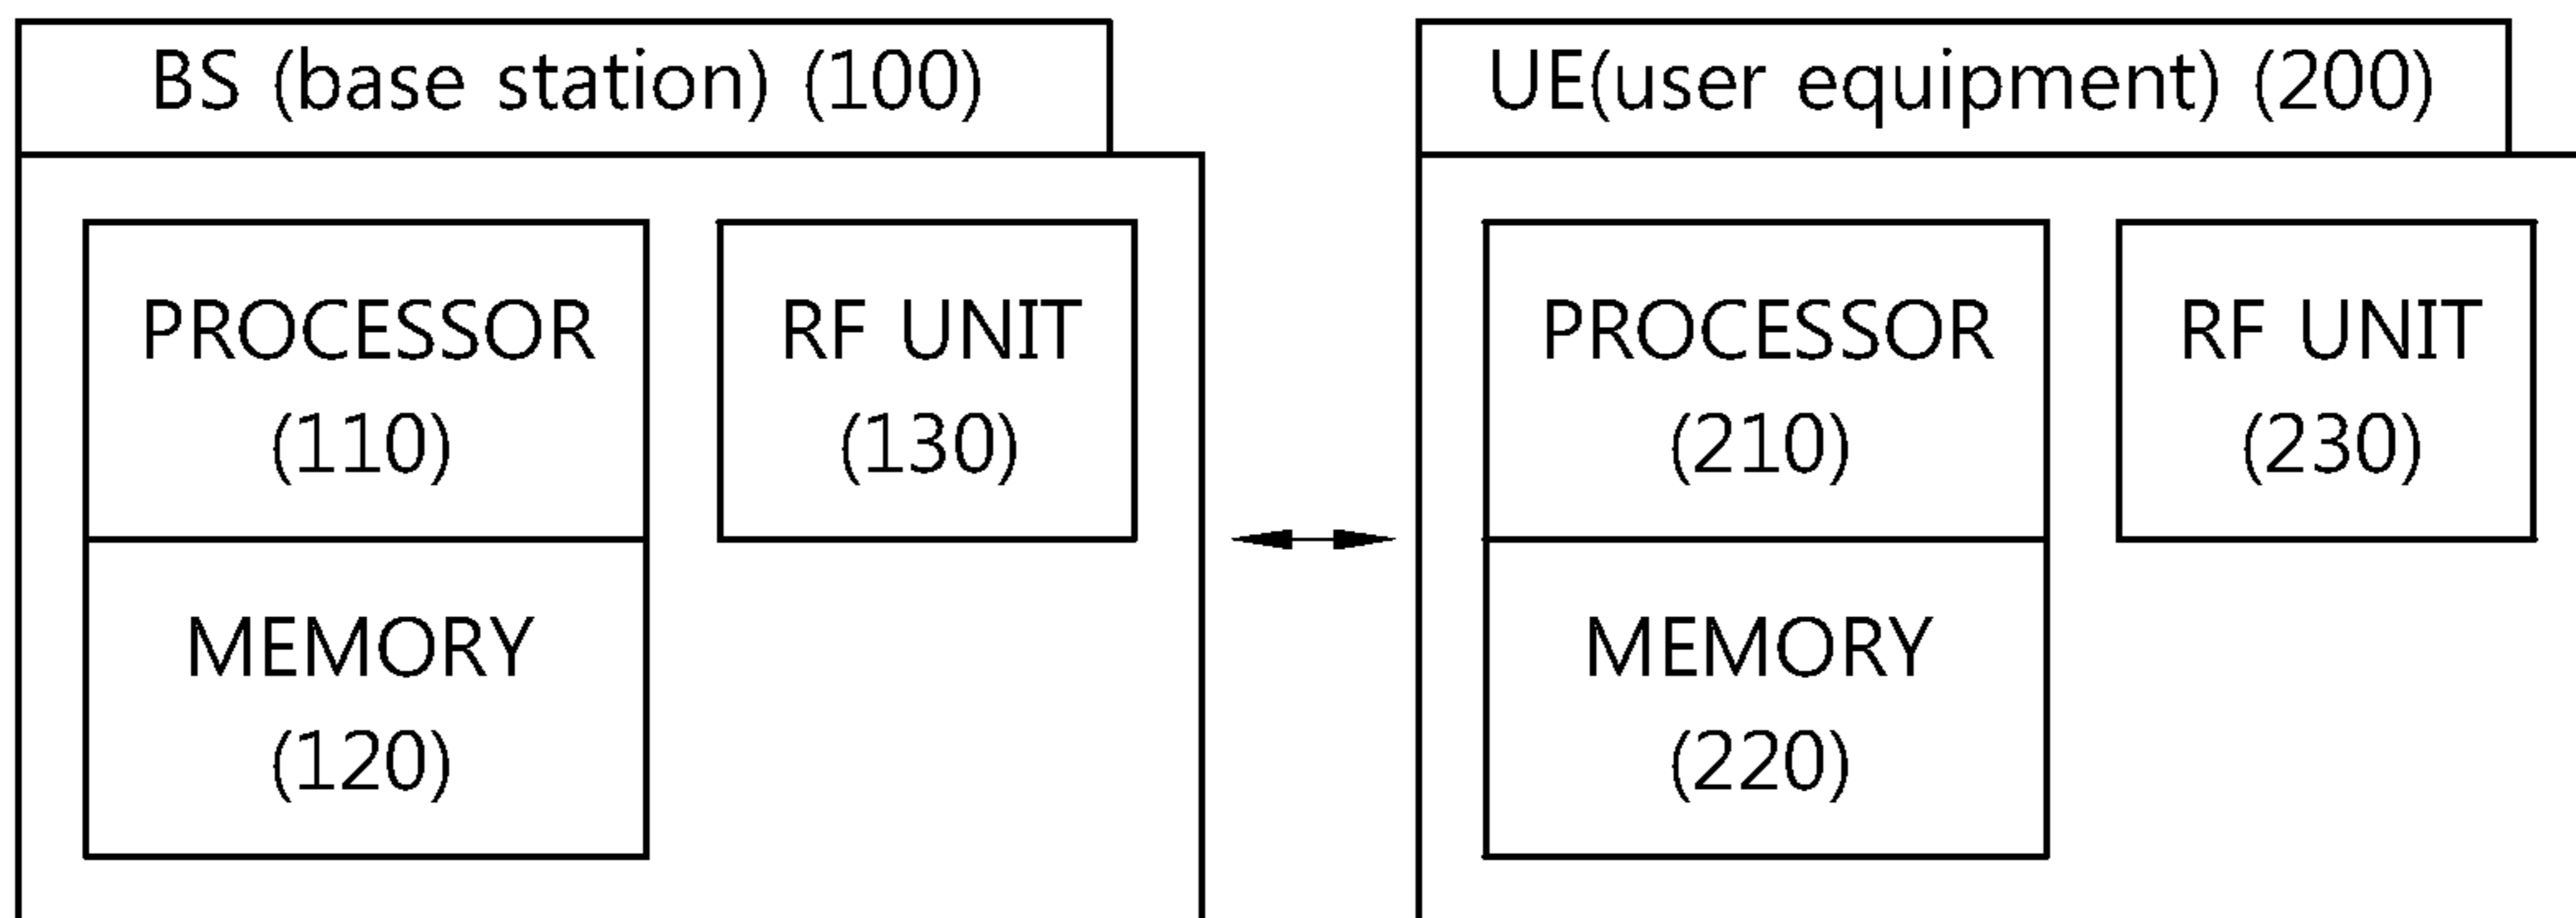 BS (base station) (100)
PROCESSOR
(110)
RF UNIT
(130)
MEMORY
(120)
UE(user equipment) (200)
PROCESSOR
(210)
RF UNIT
(230)
MEMORY
(220)